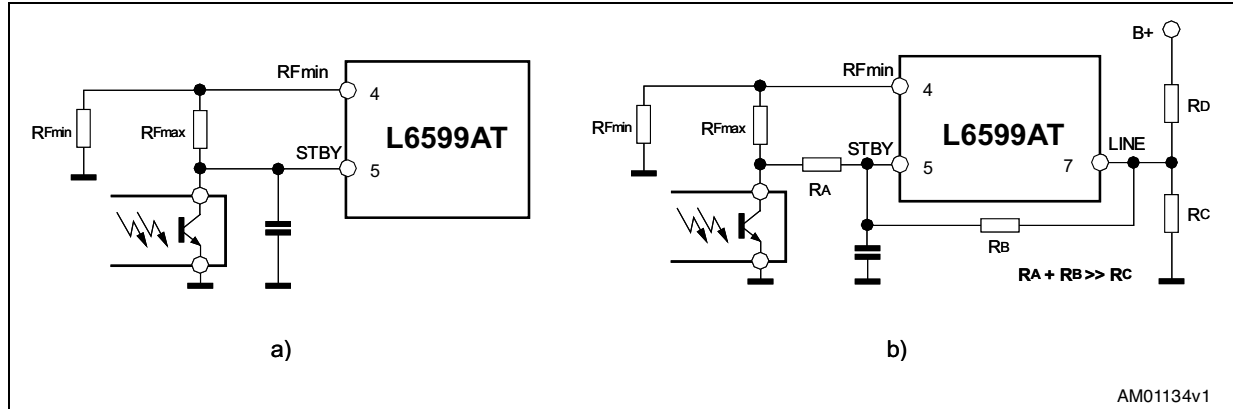 RFmin
4
RFmin
RFmax
L6599AT
STBY
5
a)
B+
RFmin
4
RD
RFmin
RFmax
L6599AT
STBY
LINE
5
7
RA
RC
RB
RA + RB >> RC
b)
AM01134v1